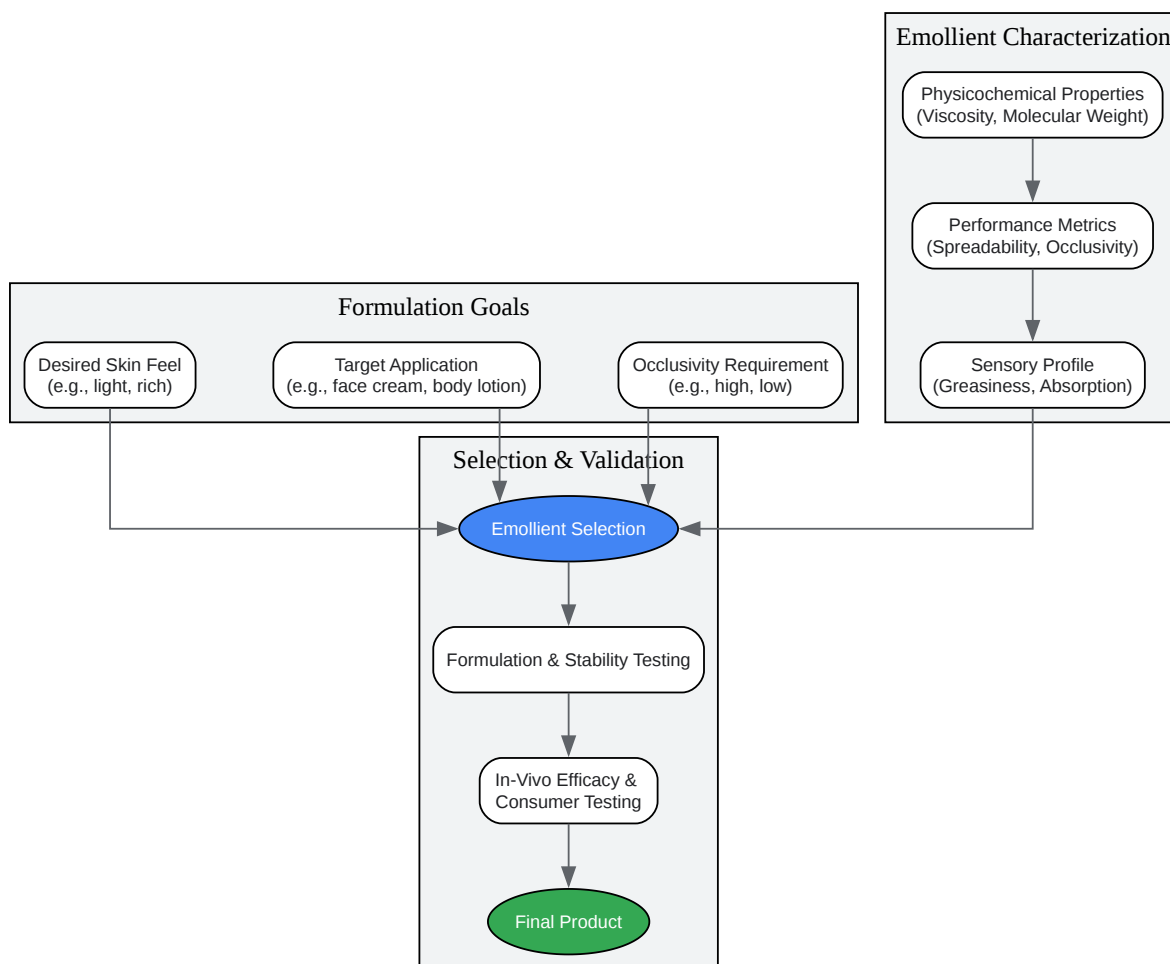 Emollient Characterization
Physicochemical Properties
(Viscosity, Molecular Weight)
Performance Metrics
(Spreadability, Occlusivity)
Sensory Profile
(Greasiness, Absorption)
Formulation Goals
Desired Skin Feel
(e.g., light, rich)
Target Application
(e.g., face cream, body lotion)
Occlusivity Requirement
(e.g., high, low)
Selection & Validation
Emollient Selection
Formulation & Stability Testing
In-Vivo Efficacy &
Consumer Testing
Final Product